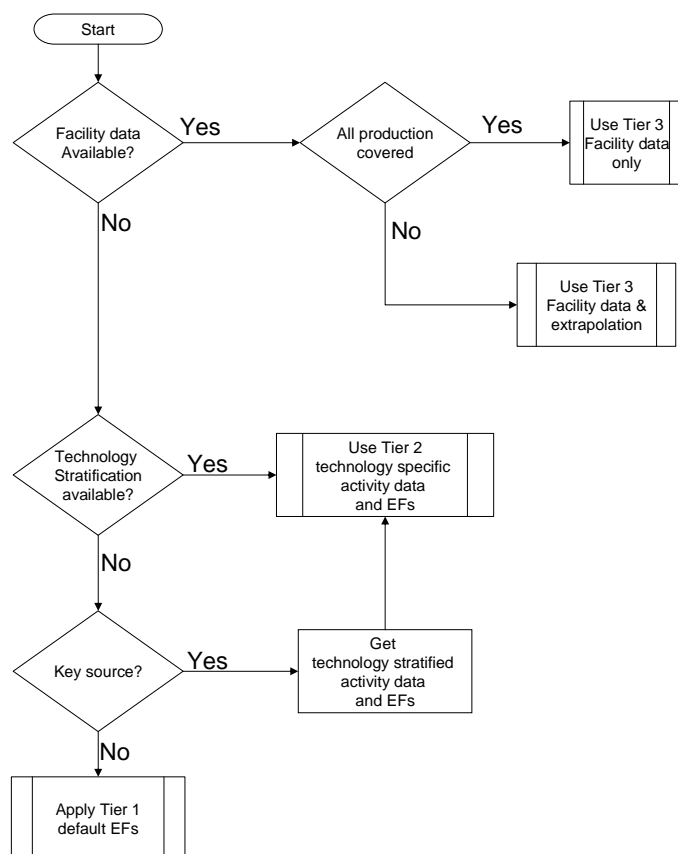 Start
Facility data
Available?
Yes
All production
covered
Yes
Use Tier 3
Facility data
only
No
No
Use Tier 3
Facility data &
extrapolation
Technology
Stratification
available?
Yes
Use Tier 2
technology specific
activity data
and EFs
No
Key source?
Yes
Get
technology stratified
activity data
and EFs
No
Apply Tier 1
default EFs